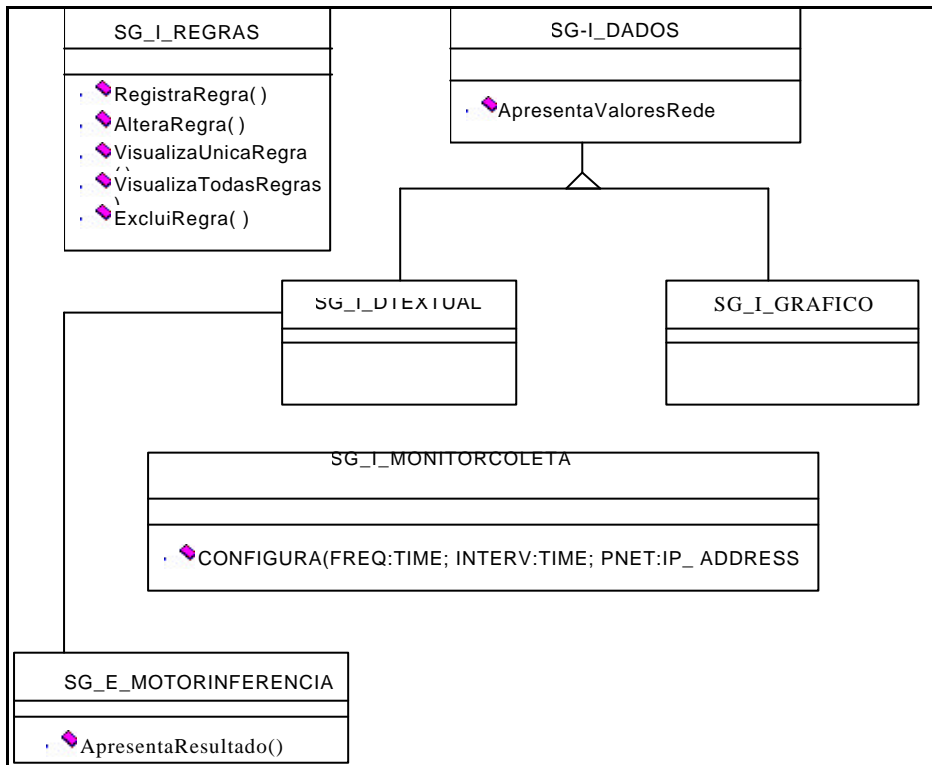 SG_I_REGRAS
RegistraRegra( )
AlteraRegra( )
VisualizaUnicaRegra
( )
VisualizaTodasRegras
)
ExcluiRegra( )
SG-I_DADOS
ApresentaValoresRede
SG_I_DTEXTUAL
SG_I_GRAFICO
SG_I_MONITORCOLETA
CONFIGURA(FREQ:TIME; INTERV:TIME; PNET:IP_ ADDRESS
SG_E_MOTORINFERENCIA
ApresentaResultado()